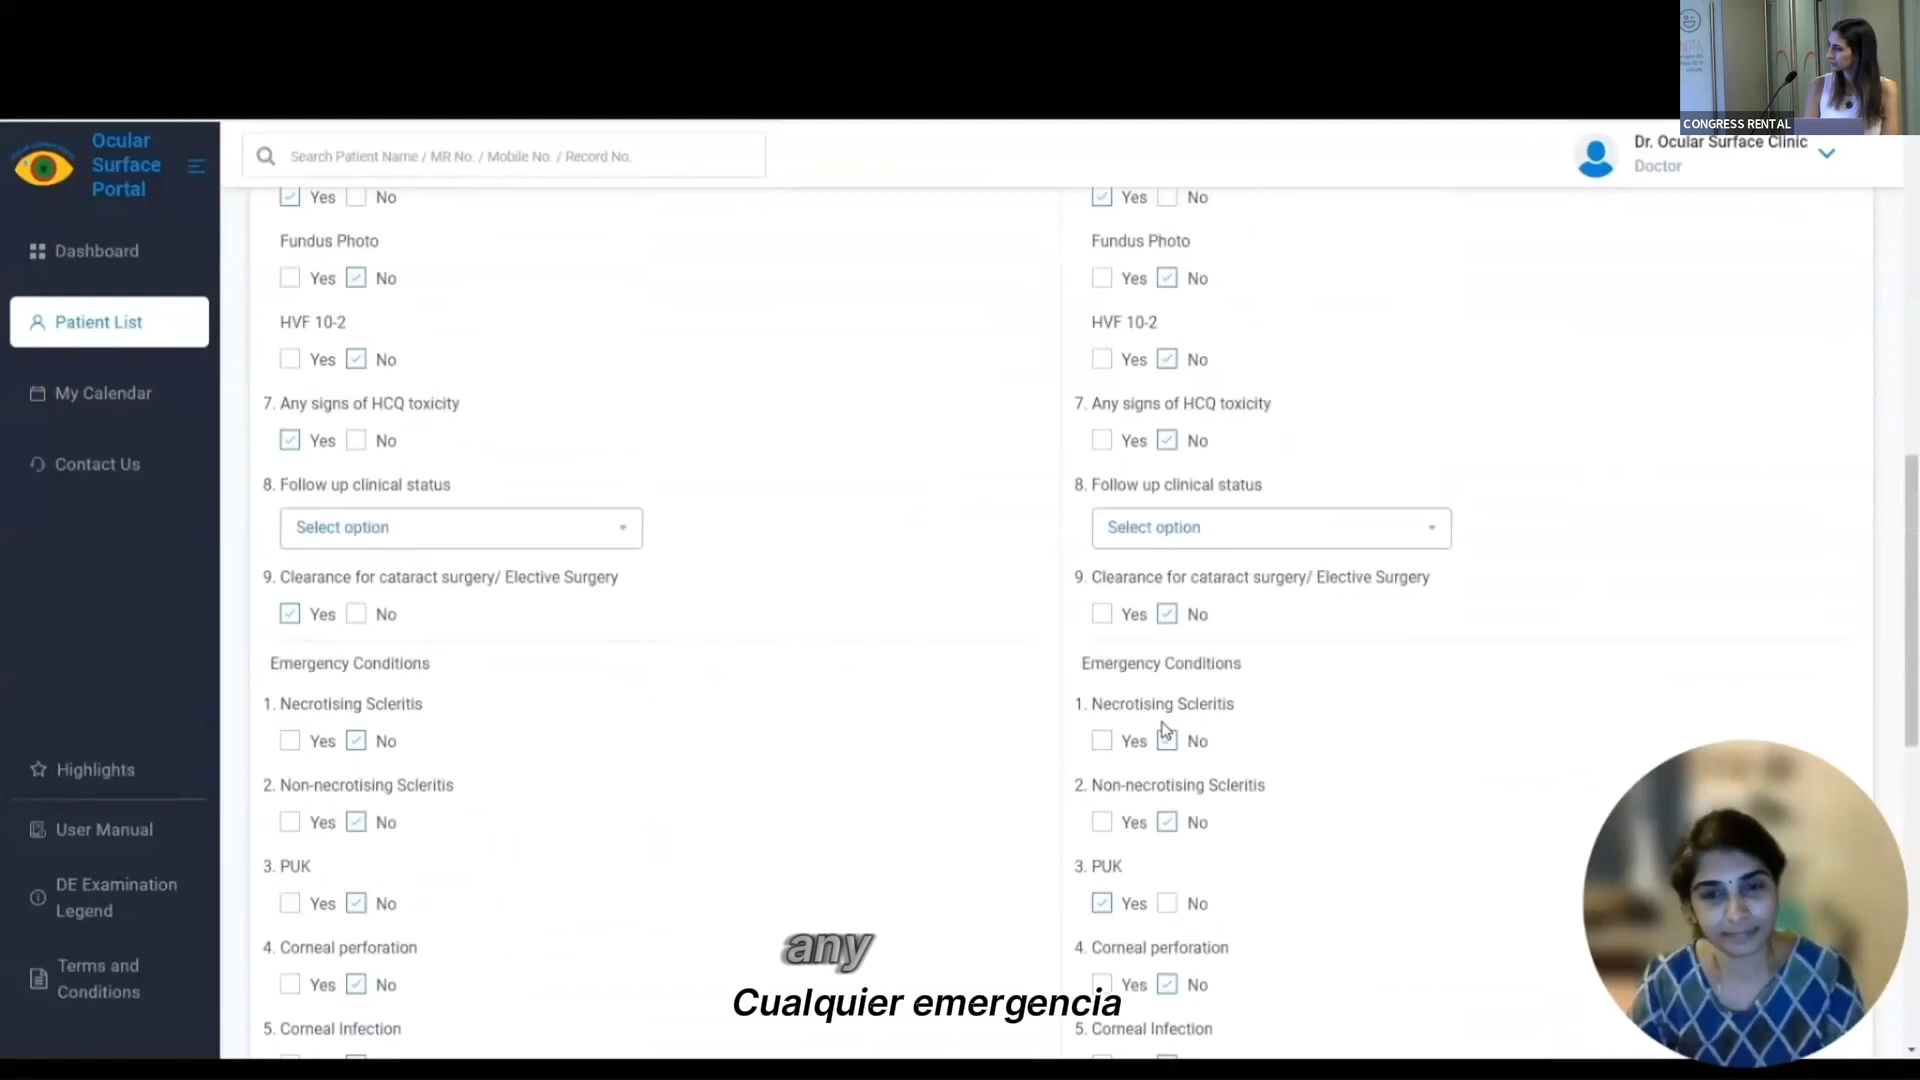 CONGRESS RENTAL
Ocular
Surface
Portal
Search Patient Name / MR No. / Mobile No. / Record No.
Dr. Ocular Surface Clinic
Doctor
Dashboard
Patient List
My Calendar
Contact Us
Highlights
User Manual
DE Examination
Legend
Terms and
Conditions
Yes No
Fundus Photo
Yes No
HVF 10-2
Yes No
7. Any signs of HCQ toxicity
Yes No
8. Follow up clinical status
Select option
9. Clearance for cataract surgery/ Elective Surgery
Yes No
Emergency Conditions
1. Necrotising Scleritis
Yes No
2. Non-necrotising Scleritis
Yes No
3. PUK
Yes No
4. Corneal perforation
Yes No
5. Corneal Infection
Yes No
Fundus Photo
Yes No
HVF 10-2
Yes No
7. Any signs of HCQ toxicity
Yes No
8. Follow up clinical status
Select option
9. Clearance for cataract surgery/ Elective Surgery
Yes No
Emergency Conditions
1. Necrotising Scleritis
Yes No
2. Non-necrotising Scleritis
Yes No
3. PUK
Yes No
4. Corneal perforation
Yes No
5. Corneal Infection
any
Cualquier emergencia